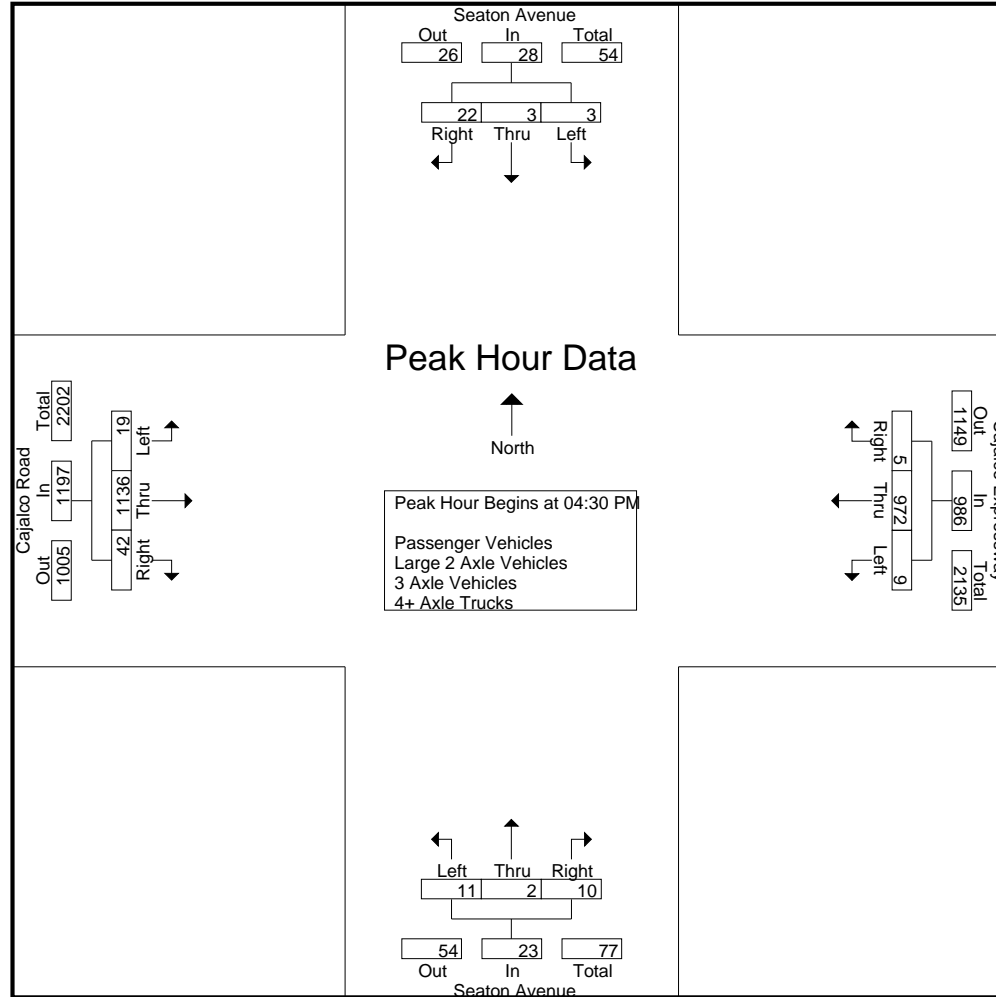 Seaton Avenue
Out In Total
26 28 54
22 3 3
Right Thru Left
Peak Hour Data
North
Peak Hour Begins at 04:30 PM
Passenger Vehicles
Large 2 Axle Vehicles
3 Axle Vehicles
4+ Axle Trucks
Cajalco Road
Out In Total
1005 1197 2202
42 1136 19
Right Thru Left
Out In Total
1149 986 2135
5 972 9
Right Thru Left
Left Thru Right
11 2 10
54 23 77
Out In Total
Seaton Avenue